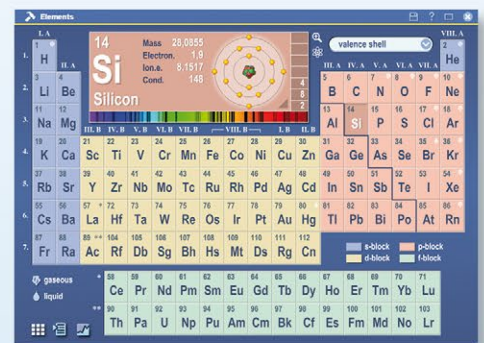 Elements
I. A
VIII. A
14
Si
Silicon
Mass 28,0855
Electron. 1,9
Ion.e. 8,1517
Cond. 148
4
8
2
valence shell
1 H
2 He
II. A
III. A IV. A V. A VI. A VII. A
1.
2.
3.
4.
5.
6.
7.
3 Li 4 Be
5 B 6 C 7 N 8 O 9 F 10 Ne
11 Na 12 Mg
13 Al 14 Si 15 P 16 S 17 Cl 18 Ar
III. B IV. B V. B VI. B VII. B VIII. B I. B II. B
19 K 20 Ca 21 Sc 22 Ti 23 V 24 Cr 25 Mn 26 Fe 27 Co 28 Ni 29 Cu 30 Zn 31 Ga 32 Ge 33 As 34 Se 35 Br 36 Kr
37 Rb 38 Sr 39 Y 40 Zr 41 Nb 42 Mo 43 Tc 44 Ru 45 Rh 46 Pd 47 Ag 48 Cd 49 In 50 Sn 51 Sb 52 Te 53 I 54 Xe
55 Cs 56 Ba 57 * La 72 Hf 73 Ta 74 W 75 Re 76 Os 77 Ir 78 Pt 79 Au 80 Hg 81 Tl 82 Pb 83 Bi 84 Po 85 At 86 Rn
87 Fr 88 Ra 89 ** Ac 104 Rf 105 Db 106 Sg 107 Bh 108 Hs 109 Mt 110 Ds 111 Rg 112 Cn
s-block p-block
d-block f-block
gaseous
liquid
* 58 Ce 59 Pr 60 Nd 61 Pm 62 Sm 63 Eu 64 Gd 65 Tb 66 Dy 67 Ho 68 Er 69 Tm 70 Yb 71 Lu
** 90 Th 91 Pa 92 U 93 Np 94 Pu 95 Am 96 Cm 97 Bk 98 Cf 99 Es 100 Fm 101 Md 102 No 103 Lr